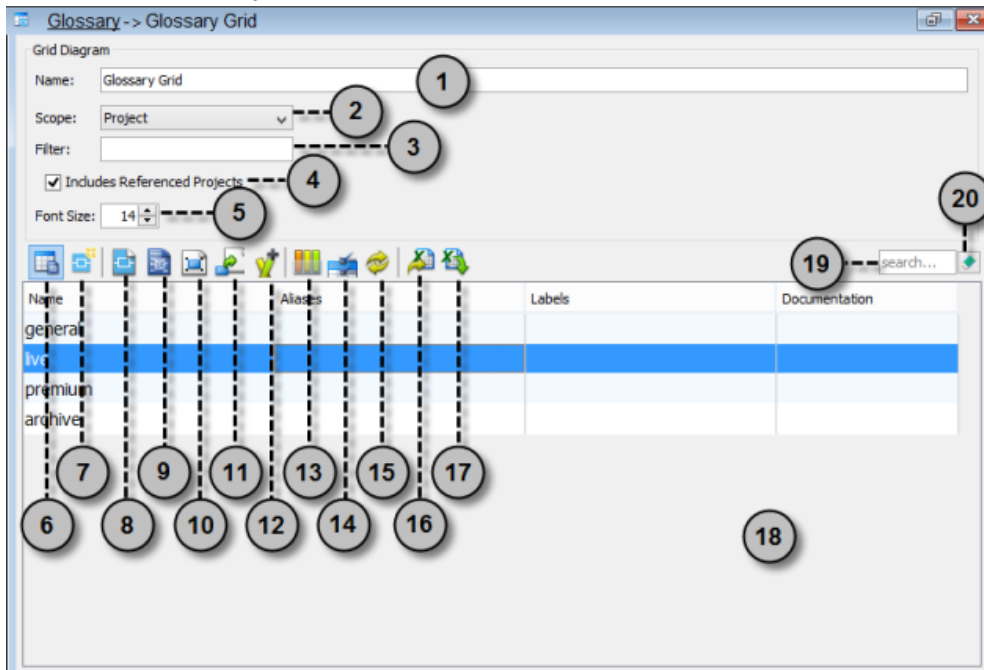 Glossary -> Glossary Grid
Grid Diagram
Name: Glossary Grid 1
Scope: Project 2
Filter: 3
Includes Referenced Projects 4
Font Size: 14 5
20
19 search...
Name Aliases Labels Documentation
general
live
premium
archive
7 9 11 13 15 17
6 8 10 12 14 16 18